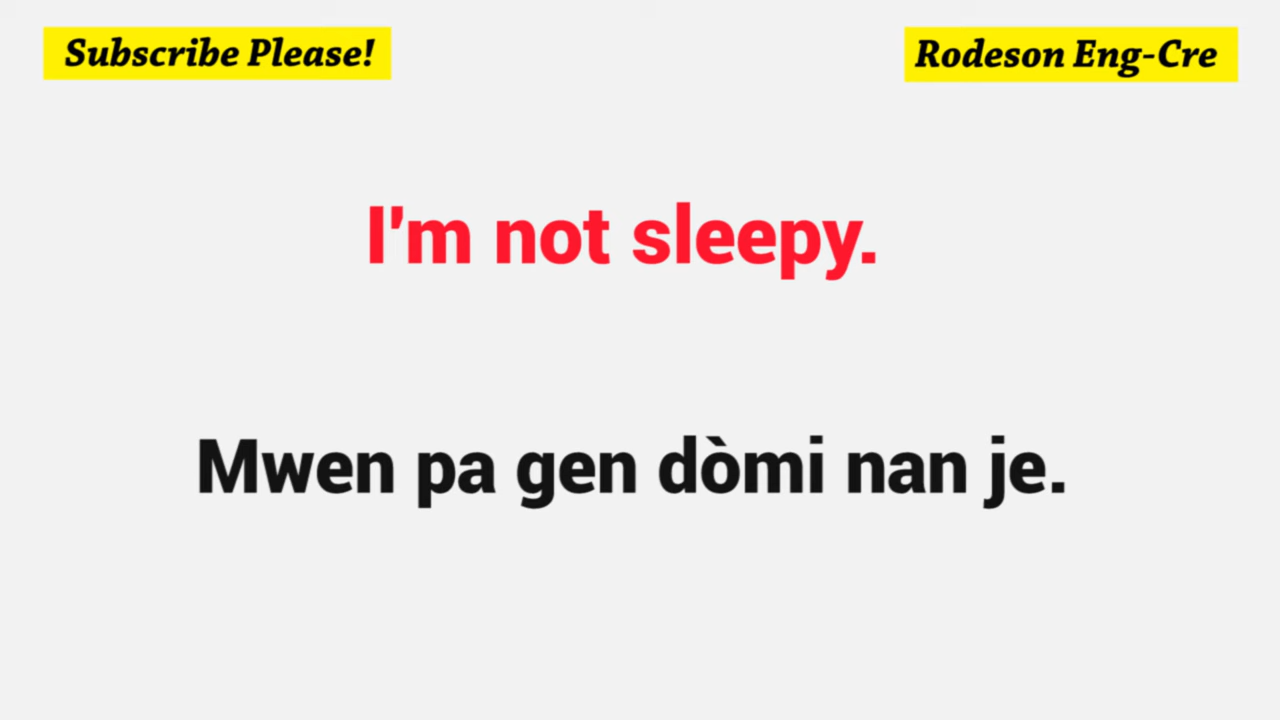 Subscribe Please!
Rodeson Eng-Cre
I'm not sleepy.
Mwen pa gen dòmi nan je.